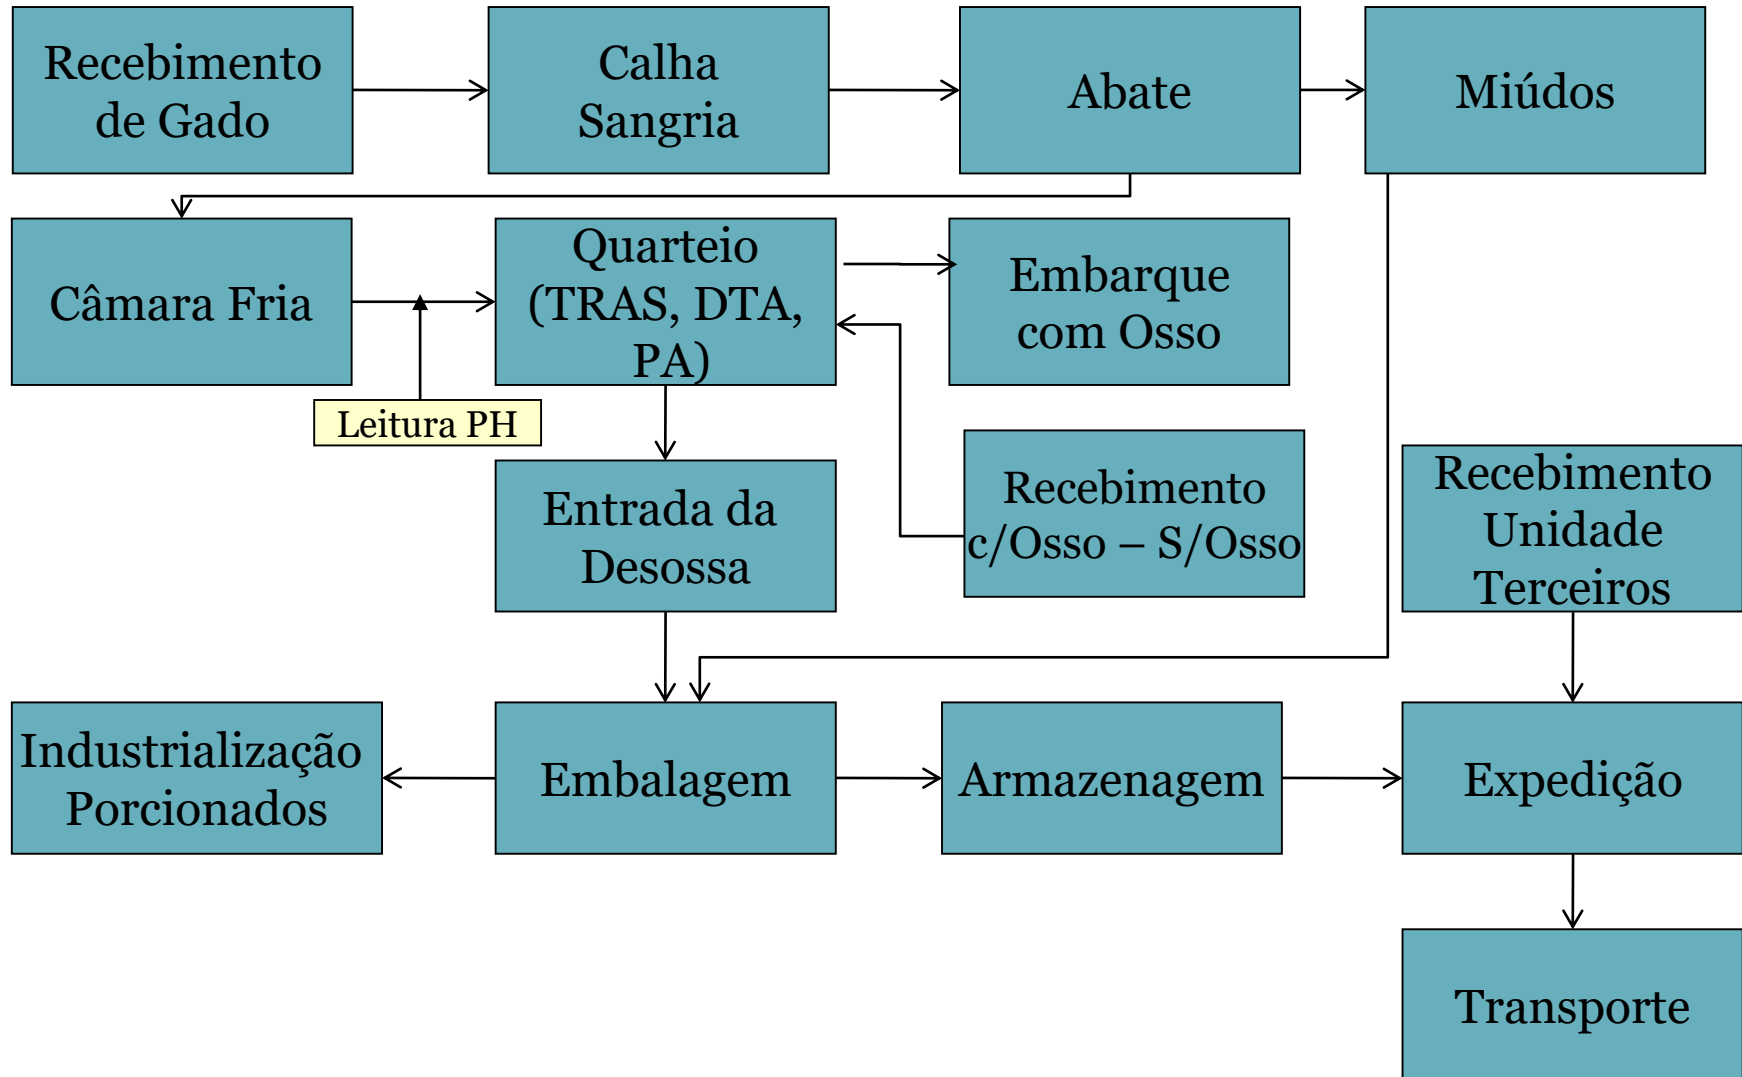 Recebimento
de Gado
Calha
Sangria
Abate
Miúdos
Câmara Fria
Quarteio
(TRAS, DTA,
PA)
Embarque
com Osso
Leitura PH
Entrada da
Desossa
Recebimento
c/Osso – S/Osso
Recebimento
Unidade
Terceiros
Industrialização
Porcionados
Embalagem
Armazenagem
Expedição
Transporte